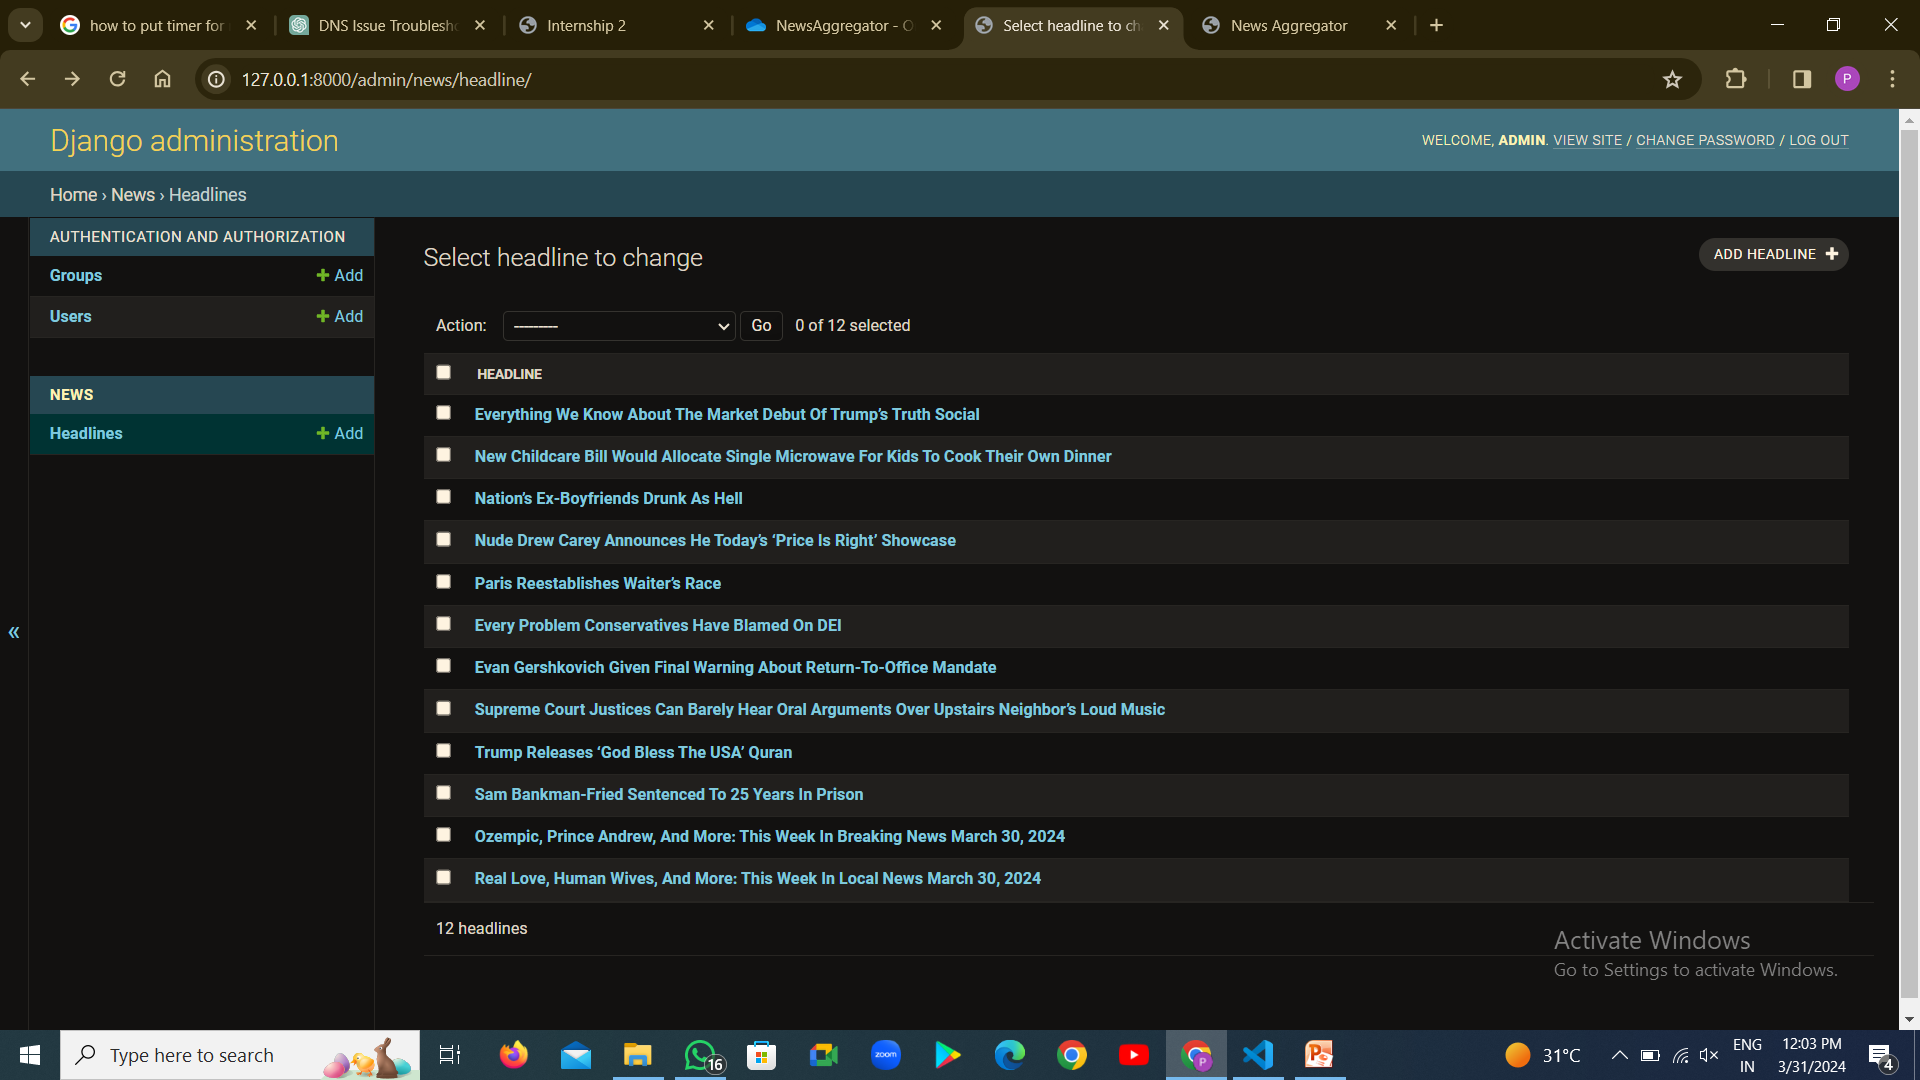 how to put timer for
DNS Issue Troublesh
Internship 2
NewsAggregator - O
Select headline to ch
News Aggregator
127.0.0.1:8000/admin/news/headline/
P
Django administration
WELCOME, ADMIN. VIEW SITE / CHANGE PASSWORD / LOG OUT
Home › News › Headlines
AUTHENTICATION AND AUTHORIZATION
Groups
Add
Users
Add
NEWS
Headlines
Add
«
Select headline to change
ADD HEADLINE
Action: --------- Go 0 of 12 selected
HEADLINE
Everything We Know About The Market Debut Of Trump’s Truth Social
New Childcare Bill Would Allocate Single Microwave For Kids To Cook Their Own Dinner
Nation’s Ex-Boyfriends Drunk As Hell
Nude Drew Carey Announces He Today’s ‘Price Is Right’ Showcase
Paris Reestablishes Waiter’s Race
Every Problem Conservatives Have Blamed On DEI
Evan Gershkovich Given Final Warning About Return-To-Office Mandate
Supreme Court Justices Can Barely Hear Oral Arguments Over Upstairs Neighbor’s Loud Music
Trump Releases ‘God Bless The USA’ Quran
Sam Bankman-Fried Sentenced To 25 Years In Prison
Ozempic, Prince Andrew, And More: This Week In Breaking News March 30, 2024
Real Love, Human Wives, And More: This Week In Local News March 30, 2024
12 headlines
Activate Windows
Go to Settings to activate Windows.
Type here to search
16
zoom
P
31°C
ENG
IN
12:03 PM
3/31/2024
4